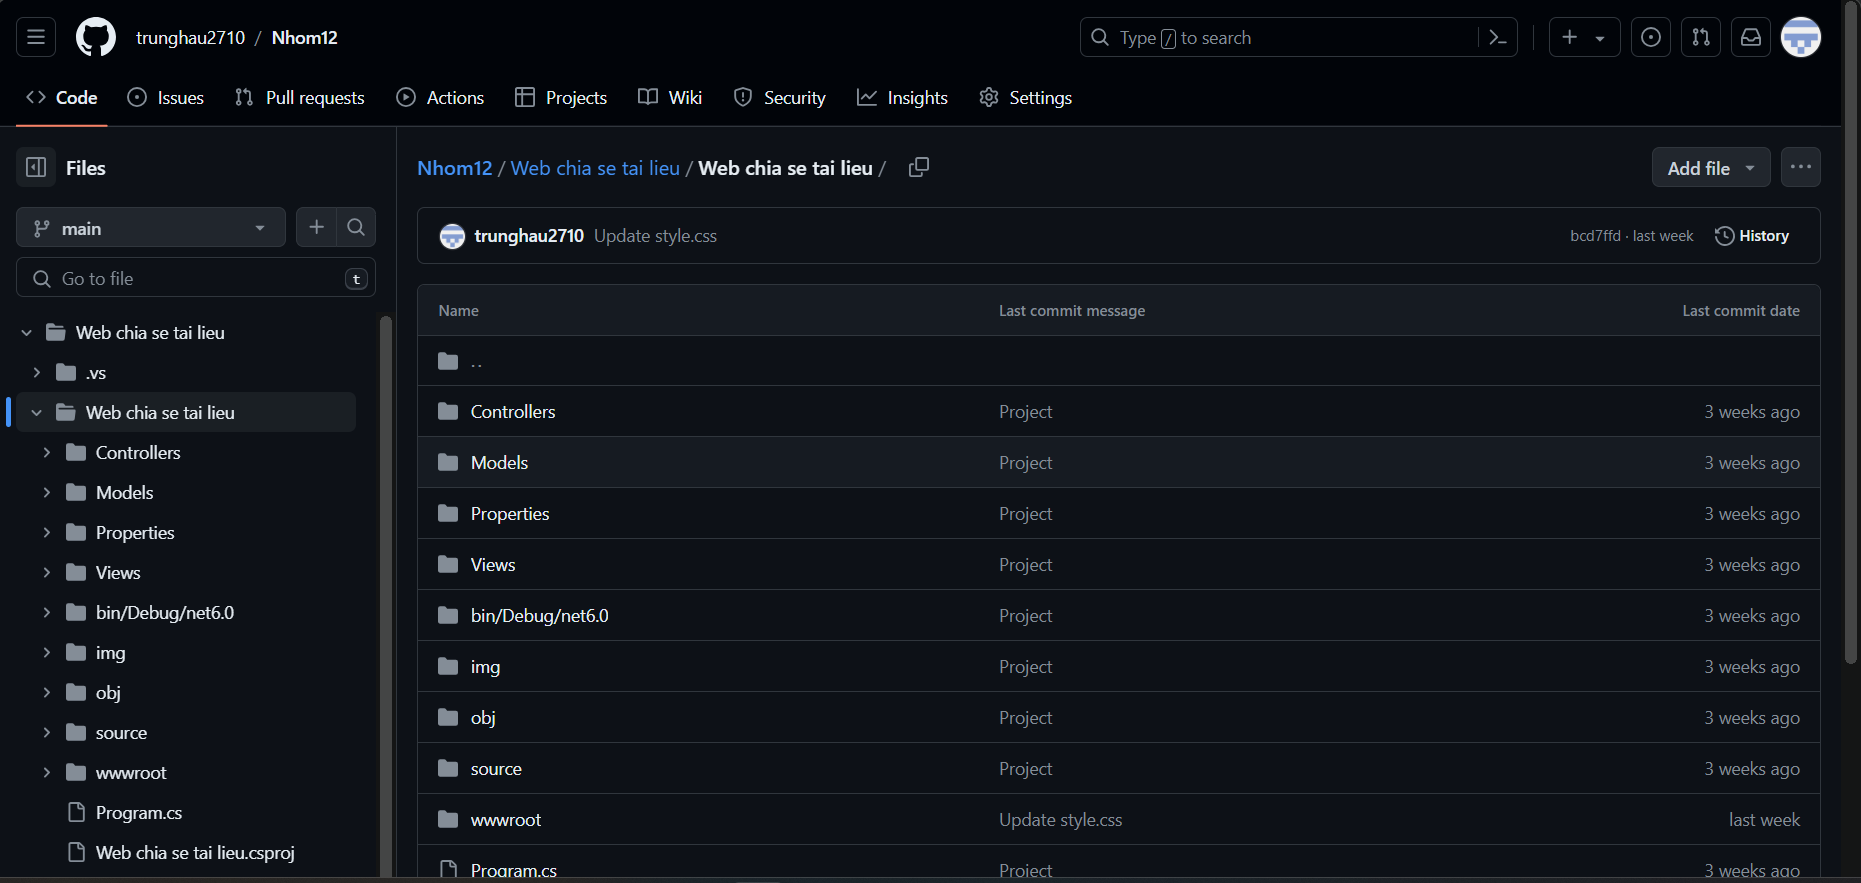 trunghau2710 / Nhom12
Type / to search
Code Issues Pull requests Actions Projects Wiki Security Insights Settings
Files
main
Go to file t
Web chia se tai lieu
.vs
Web chia se tai lieu
Controllers
Models
Properties
Views
bin/Debug/net6.0
img
obj
source
wwwroot
Program.cs
Web chia se tai lieu.csproj
Nhom12 / Web chia se tai lieu / Web chia se tai lieu /
Add file
trunghau2710 Update style.css
bcd7ffd · last week History
Name Last commit message Last commit date
..
Controllers Project 3 weeks ago
Models Project 3 weeks ago
Properties Project 3 weeks ago
Views Project 3 weeks ago
bin/Debug/net6.0 Project 3 weeks ago
img Project 3 weeks ago
obj Project 3 weeks ago
source Project 3 weeks ago
wwwroot Update style.css last week
Program.cs Project 3 weeks ago